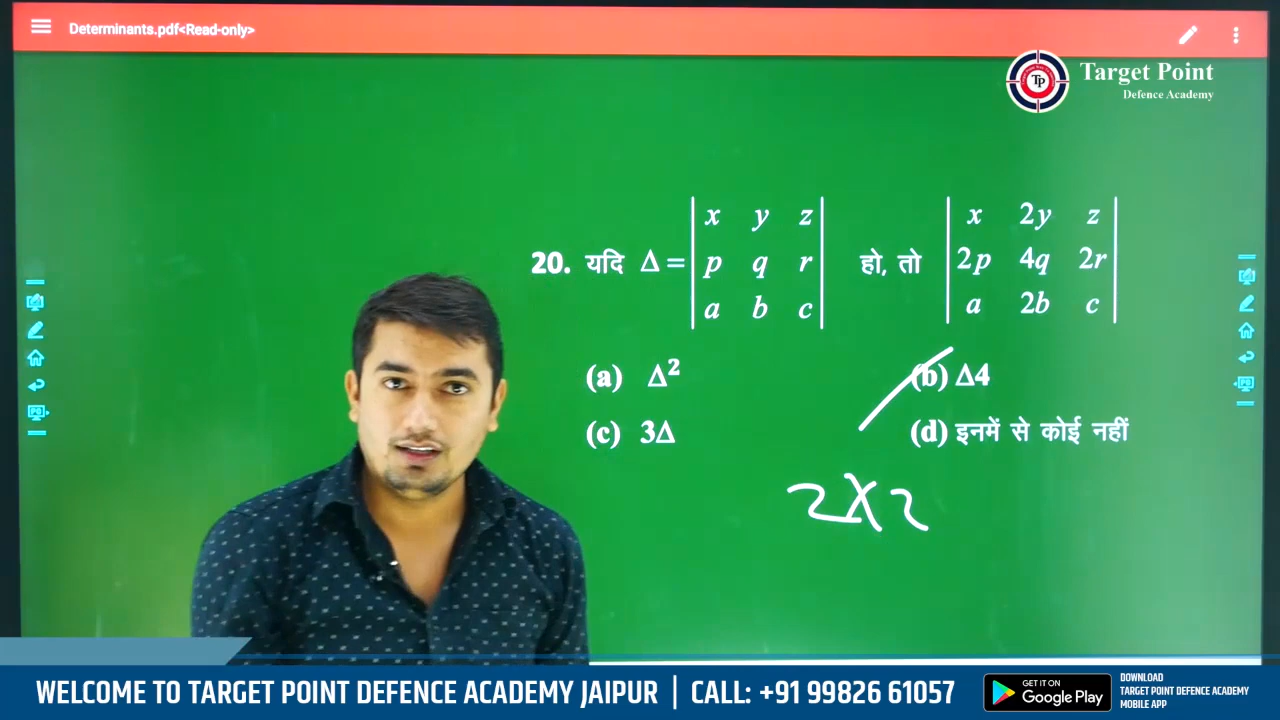 Determinants.pdf<Read-only>
TP
Target Point
Defence Academy
20. यदि Δ = | x y z | हो, तो | x 2y z |
| p q r | | 2p 4q 2r |
| a b c | | a 2b c |
(a) Δ² (b) Δ4
(c) 3Δ (d) इनमें से कोई नहीं
2X2
WELCOME TO TARGET POINT DEFENCE ACADEMY JAIPUR | CALL: +91 99826 61057
GET IT ON
Google Play
DOWNLOAD
TARGET POINT DEFENCE ACADEMY
MOBILE APP